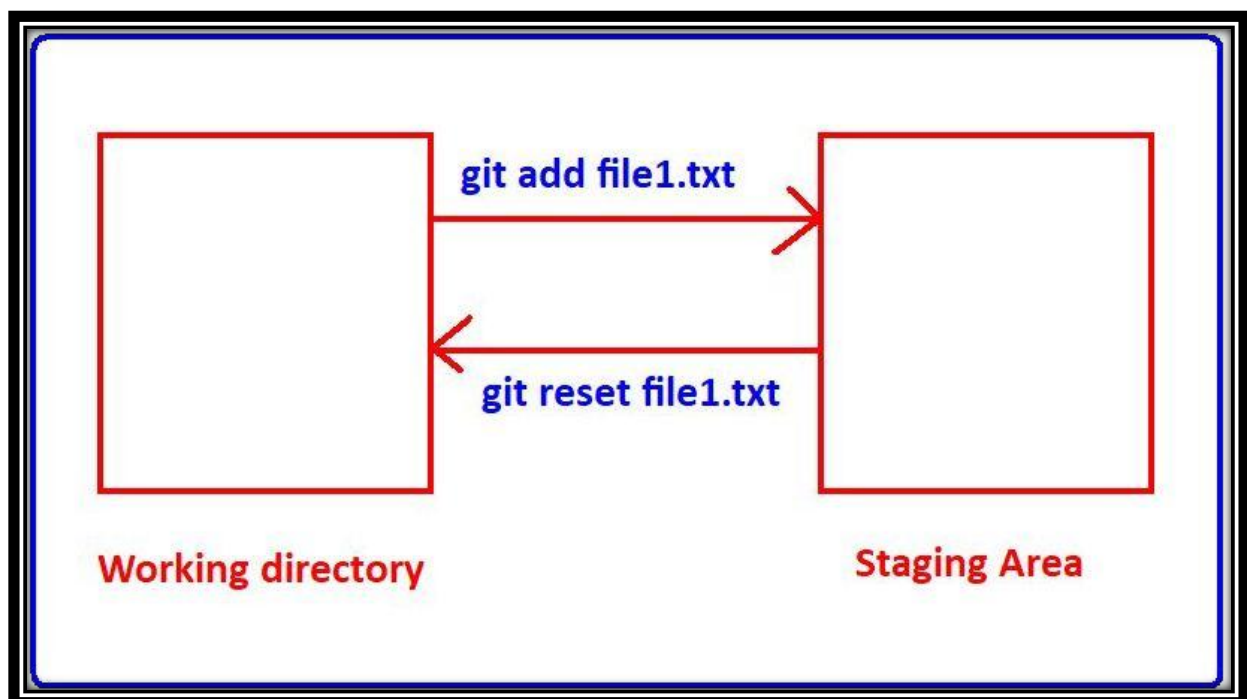 git add file1.txt
git reset file1.txt
Working directory
Staging Area